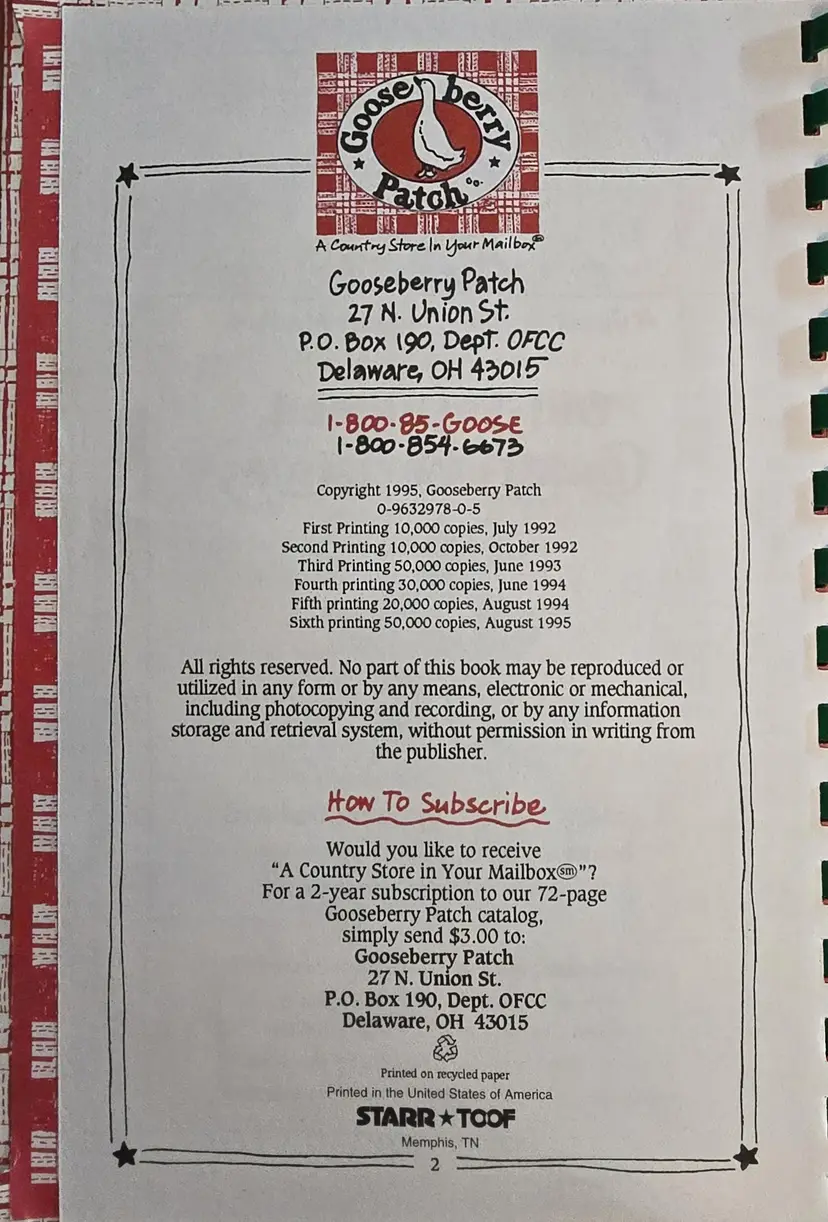 Gooseberry
Patch Co.
A Country Store In Your Mailbox®
Gooseberry Patch
27 N. Union St.
P.O. Box 190, Dept. OFCC
Delaware, OH 43015
1-800-85-GOOSE
1-800-854-6673
Copyright 1995, Gooseberry Patch
0-9632978-0-5
First Printing 10,000 copies, July 1992
Second Printing 10,000 copies, October 1992
Third Printing 50,000 copies, June 1993
Fourth printing 30,000 copies, June 1994
Fifth printing 20,000 copies, August 1994
Sixth printing 50,000 copies, August 1995
All rights reserved. No part of this book may be reproduced or
utilized in any form or by any means, electronic or mechanical,
including photocopying and recording, or by any information
storage and retrieval system, without permission in writing from
the publisher.
How To Subscribe
Would you like to receive
“A Country Store in Your Mailbox℠”?
For a 2-year subscription to our 72-page
Gooseberry Patch catalog,
simply send $3.00 to:
Gooseberry Patch
27 N. Union St.
P.O. Box 190, Dept. OFCC
Delaware, OH 43015
Printed on recycled paper
Printed in the United States of America
STARR★TOOF
Memphis, TN
2